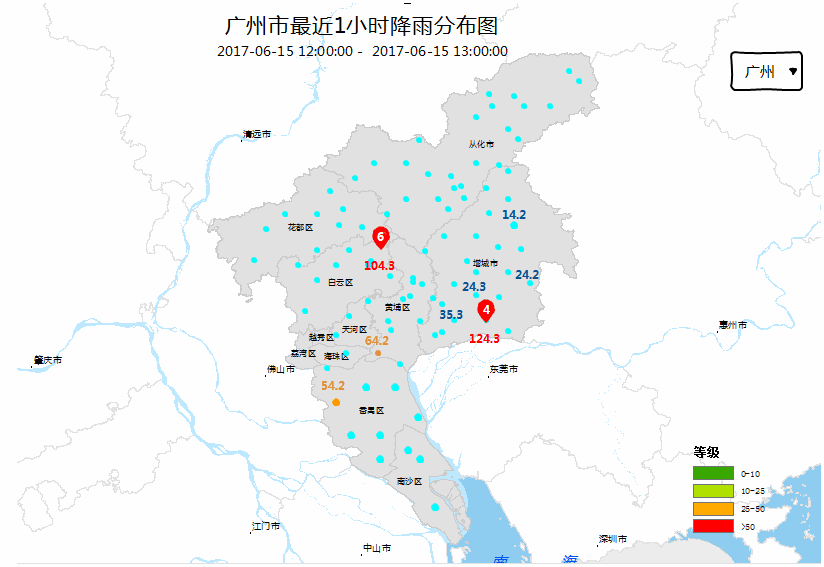 广州市最近1小时降雨分布图
2017-06-15 12:00:00 - 2017-06-15 13:00:00
广州
清远市
从化市
14.2
花都区
6
104.3
增城市
24.2
白云区
24.3
黄埔区
4
35.3
天河区
惠州市
越秀区
64.2
124.3
荔湾区
海珠区
肇庆市
佛山市
东莞市
54.2
番禺区
等级
0-10
南沙区
10-25
25-50
>50
江门市
深圳市
中山市
南
海